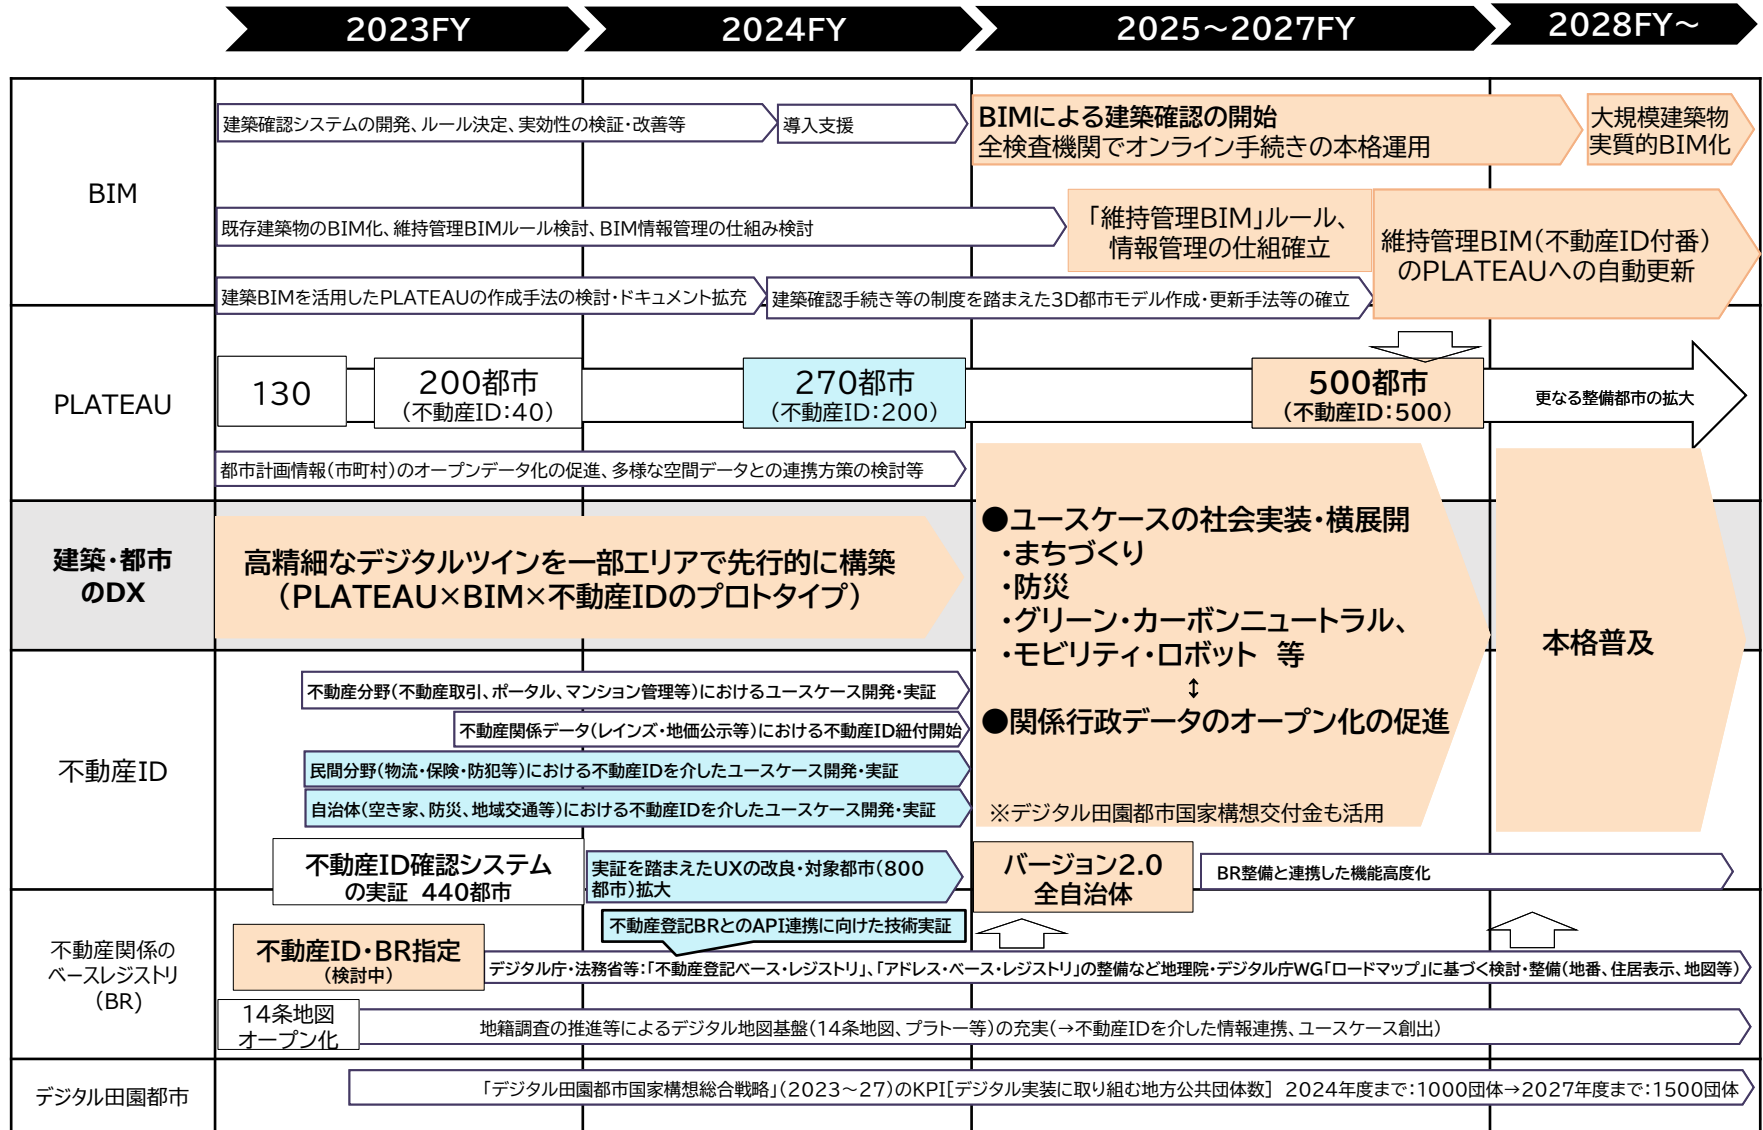 2023FY
2024FY
2025～2027FY
2028FY～
BIM
建築確認システムの開発、ルール決定、実効性の検証・改善等
導入支援
BIMによる建築確認の開始
全検査機関でオンライン手続きの本格運用
大規模建築物
実質的BIM化
既存建築物のBIM化、維持管理BIMルール検討、BIM情報管理の仕組み検討
「維持管理BIM」ルール、
情報管理の仕組確立
維持管理BIM（不動産ID付番）
のPLATEAUへの自動更新
建築BIMを活用したPLATEAUの作成手法の検討・ドキュメント拡充
建築確認手続き等の制度を踏まえた3D都市モデル作成・更新手法等の確立
PLATEAU
130
200都市
（不動産ID：40）
270都市
（不動産ID：200）
500都市
（不動産ID：500）
更なる整備都市の拡大
都市計画情報（市町村）のオープンデータ化の促進、多様な空間データとの連携方策の検討等
建築・都市
のDX
高精細なデジタルツインを一部エリアで先行的に構築
（PLATEAU×BIM×不動産IDのプロトタイプ）
●ユースケースの社会実装・横展開
・まちづくり
・防災
・グリーン・カーボンニュートラル、
・モビリティ・ロボット　等
↕
●関係行政データのオープン化の促進
※デジタル田園都市国家構想交付金も活用
本格普及
不動産ID
不動産分野（不動産取引、ポータル、マンション管理等）におけるユースケース開発・実証
不動産関係データ（レインズ・地価公示等）における不動産ID紐付開始
民間分野（物流・保険・防犯等）における不動産IDを介したユースケース開発・実証
自治体（空き家、防災、地域交通等）における不動産IDを介したユースケース開発・実証
不動産ID確認システム
の実証　440都市
実証を踏まえたUXの改良・対象都市（800
都市）拡大
バージョン2.0
全自治体
BR整備と連携した機能高度化
不動産関係の
ベースレジストリ
（BR）
不動産登記BRとのAPI連携に向けた技術実証
不動産ID・BR指定
（検討中）
デジタル庁・法務省等：「不動産登記ベース・レジストリ」、「アドレス・ベース・レジストリ」の整備など地理院・デジタル庁WG「ロードマップ」に基づく検討・整備（地番、住居表示、地図等）
14条地図
オープン化
地籍調査の推進等によるデジタル地図基盤（14条地図、プラトー等）の充実（→不動産IDを介した情報連携、ユースケース創出）
デジタル田園都市
「デジタル田園都市国家構想総合戦略」（2023～27）のKPI［デジタル実装に取り組む地方公共団体数］　2024年度まで：1000団体→2027年度まで：1500団体